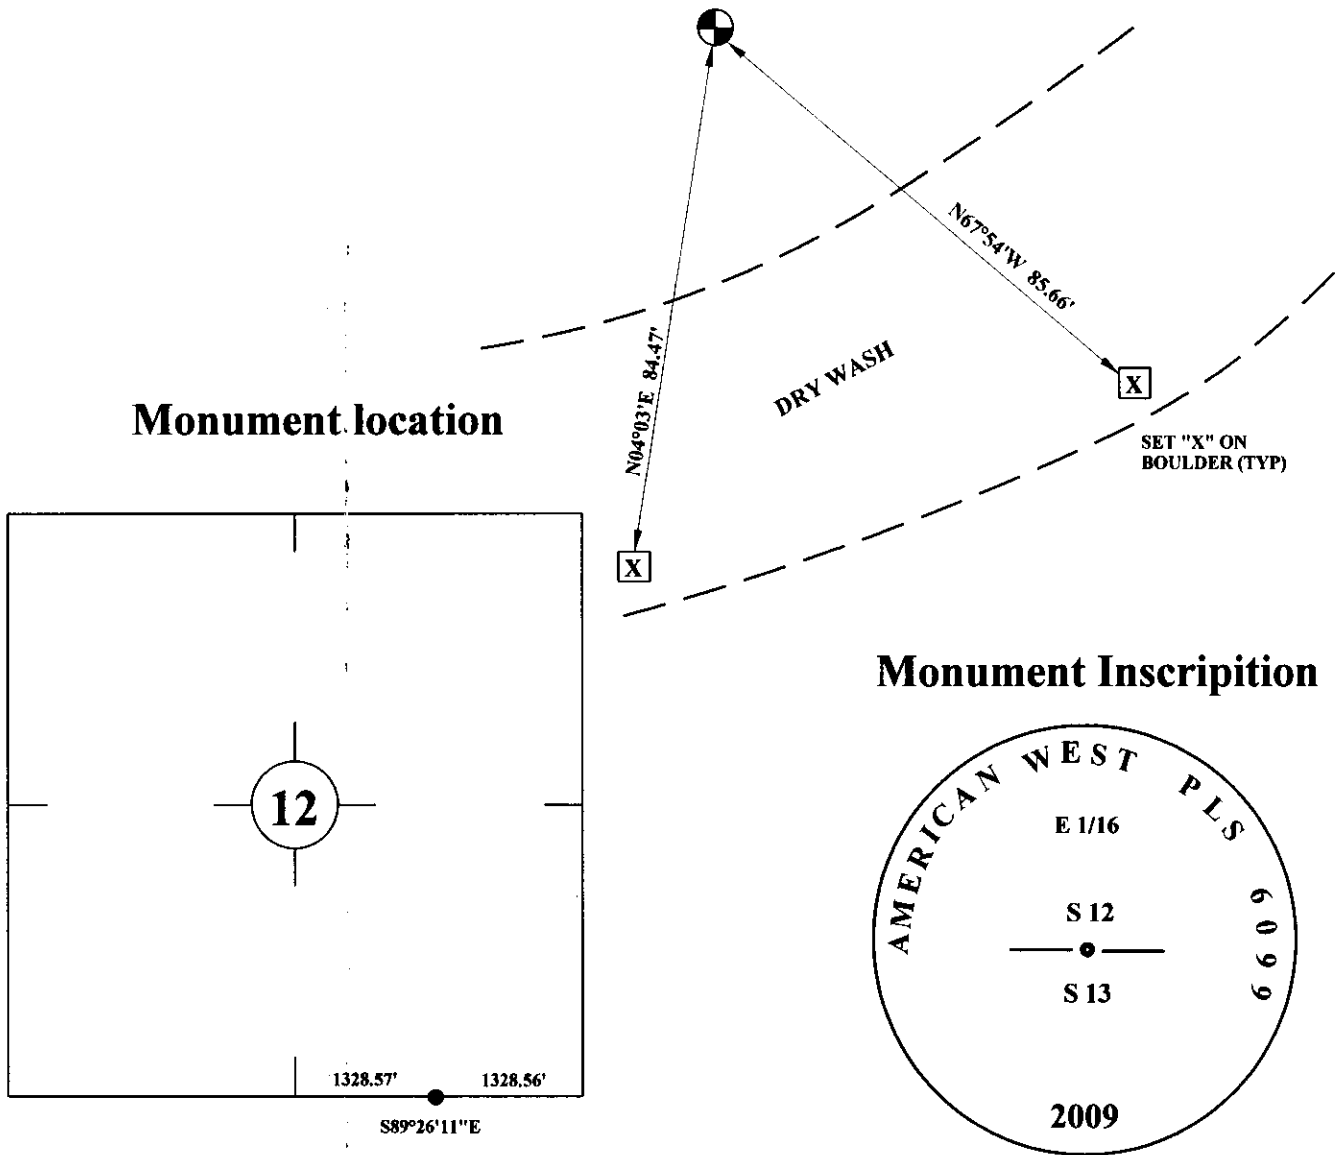 N67°54'W 85.66'
N04°03'E 84.47'
DRY WASH
X
SET "X" ON
BOULDER (TYP)
X
Monument location
12
1328.57'
1328.56'
S89°26'11"E
Monument Inscripition
AMERICAN WEST PLS 6099
E 1/16
S 12
S 13
2009